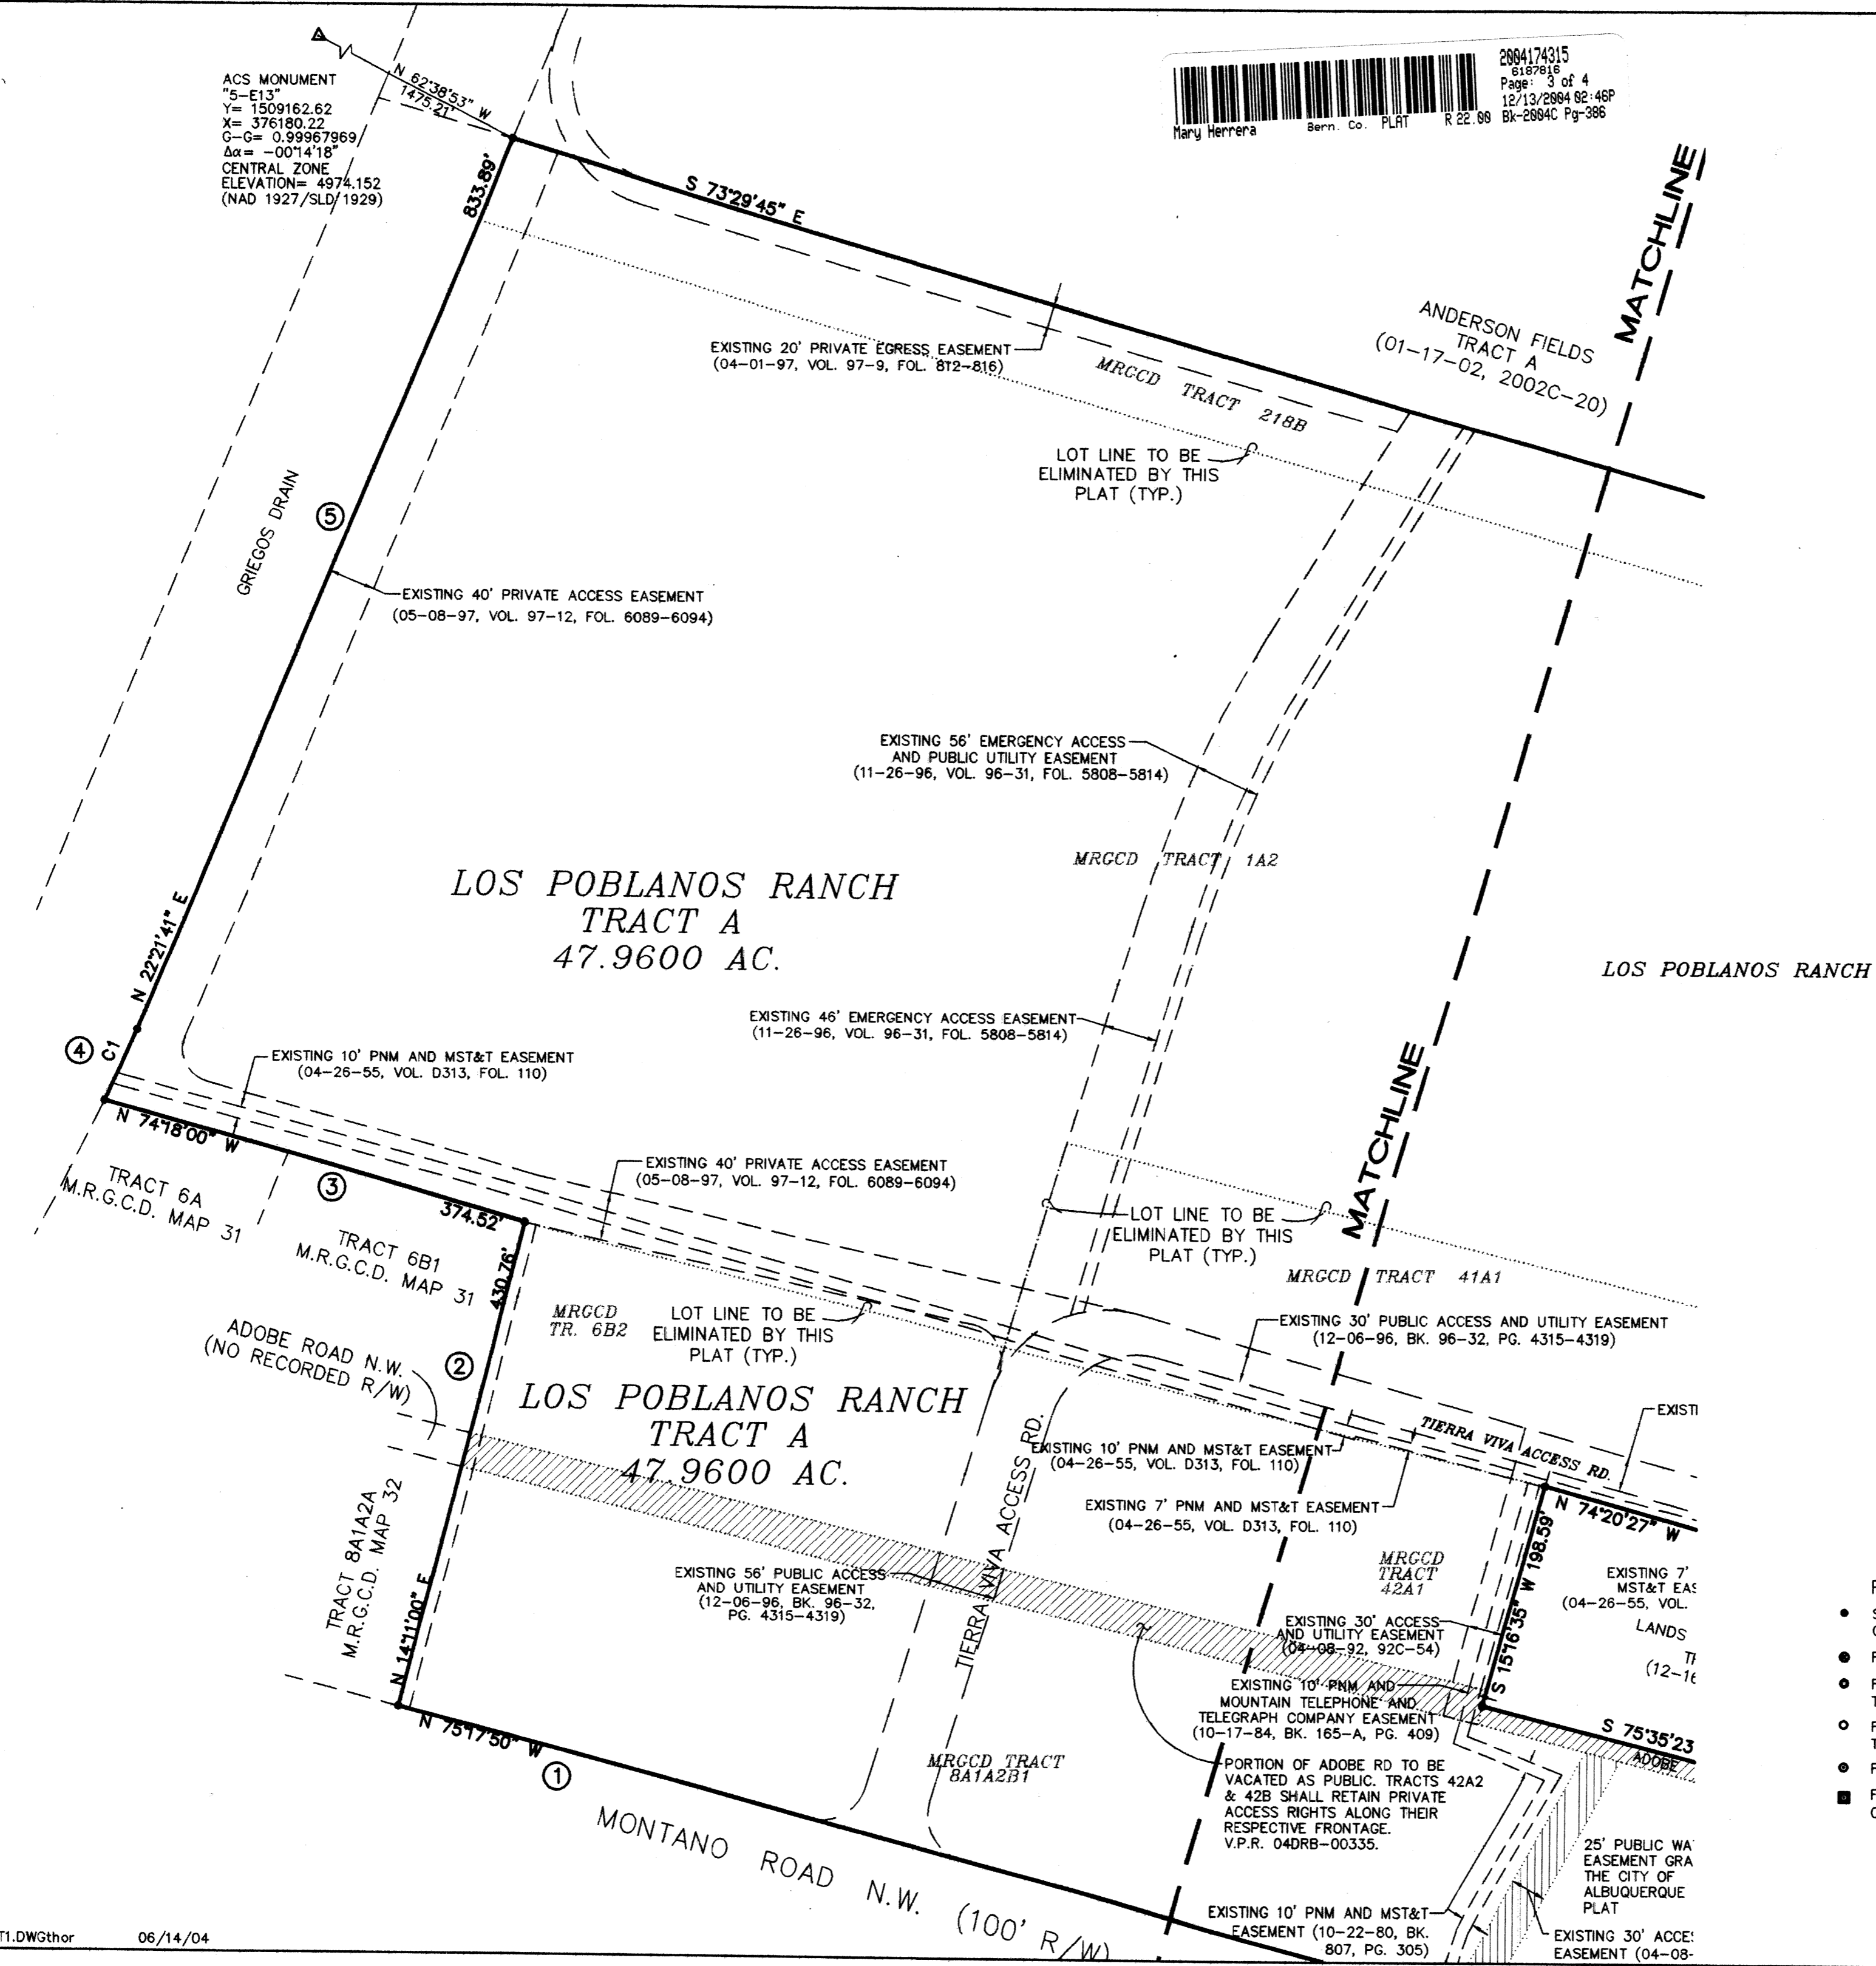 2004174315
6187816
Page: 3 of 4
12/13/2004 02:46P
Mary Herrera Bern. Co. PLAT R 22.00 Bk-2004C Pg-386
ACS MONUMENT
"5-E13"
Y= 1509162.62
X= 376180.22
G-G= 0.99967969
Δα= -00°14'18"
CENTRAL ZONE
ELEVATION= 4974.152
(NAD 1927/SLD/1929)
N 62°38'53" W
1475.21'
833.89'
S 73°29'45" E
MATCHLINE
ANDERSON FIELDS
TRACT A
(01-17-02, 2002C-20)
EXISTING 20' PRIVATE EGRESS EASEMENT
(04-01-97, VOL. 97-9, FOL. 812-816)
MRGCD TRACT 218B
LOT LINE TO BE
ELIMINATED BY THIS
PLAT (TYP.)
GRIEGOS DRAIN
5
EXISTING 40' PRIVATE ACCESS EASEMENT
(05-08-97, VOL. 97-12, FOL. 6089-6094)
EXISTING 56' EMERGENCY ACCESS
AND PUBLIC UTILITY EASEMENT
(11-26-96, VOL. 96-31, FOL. 5808-5814)
MRGCD TRACT 1A2
LOS POBLANOS RANCH
TRACT A
47.9600 AC.
LOS POBLANOS RANCH
N 22°21'41" E
EXISTING 46' EMERGENCY ACCESS EASEMENT
(11-26-96, VOL. 96-31, FOL. 5808-5814)
4
C1
EXISTING 10' PNM AND MST&T EASEMENT
(04-26-55, VOL. D313, FOL. 110)
MATCHLINE
N 74°18'00" W
3
374.52'
TRACT 6A
M.R.G.C.D. MAP 31
TRACT 6B1
M.R.G.C.D. MAP 31
EXISTING 40' PRIVATE ACCESS EASEMENT
(05-08-97, VOL. 97-12, FOL. 6089-6094)
LOT LINE TO BE
ELIMINATED BY THIS
PLAT (TYP.)
MRGCD TRACT 41A1
430.76'
MRGCD
TR. 6B2
LOT LINE TO BE
ELIMINATED BY THIS
PLAT (TYP.)
EXISTING 30' PUBLIC ACCESS AND UTILITY EASEMENT
(12-06-96, BK. 96-32, PG. 4315-4319)
ADOBE ROAD N.W.
(NO RECORDED R/W)
2
LOS POBLANOS RANCH
TRACT A
47.9600 AC.
EXISTI
TIERRA VIVA ACCESS RD.
TIERRA VIVA ACCESS RD.
EXISTING 10' PNM AND MST&T EASEMENT
(04-26-55, VOL. D313, FOL. 110)
EXISTING 7' PNM AND MST&T EASEMENT
(04-26-55, VOL. D313, FOL. 110)
N 74°20'27" W
S 15°16'35" W 198.59'
TRACT 8A1A2A
M.R.G.C.D. MAP 32
N 14°11'00" E
EXISTING 56' PUBLIC ACCESS
AND UTILITY EASEMENT
(12-06-96, BK. 96-32,
PG. 4315-4319)
MRGCD
TRACT
42A1
EXISTING 7'
MST&T EAS
(04-26-55, VOL.
LANDS
(12-16
EXISTING 30' ACCESS
AND UTILITY EASEMENT
(04-08-92, 92C-54)
EXISTING 10' PNM AND
MOUNTAIN TELEPHONE AND
TELEGRAPH COMPANY EASEMENT
(10-17-84, BK. 165-A, PG. 409)
S 75°35'23
ADOBE
N 75°17'50" W
1
MRGCD TRACT
8A1A2B1
PORTION OF ADOBE RD TO BE
VACATED AS PUBLIC. TRACTS 42A2
& 42B SHALL RETAIN PRIVATE
ACCESS RIGHTS ALONG THEIR
RESPECTIVE FRONTAGE.
V.P.R. 04DRB-00335.
MONTANO ROAD N.W. (100' R/W)
25' PUBLIC WA
EASEMENT GRA
THE CITY OF
ALBUQUERQUE
PLAT
EXISTING 10' PNM AND MST&T
EASEMENT (10-22-80, BK.
807, PG. 305)
EXISTING 30' ACCE
EASEMENT (04-08-
T1.DWGthor 06/14/04